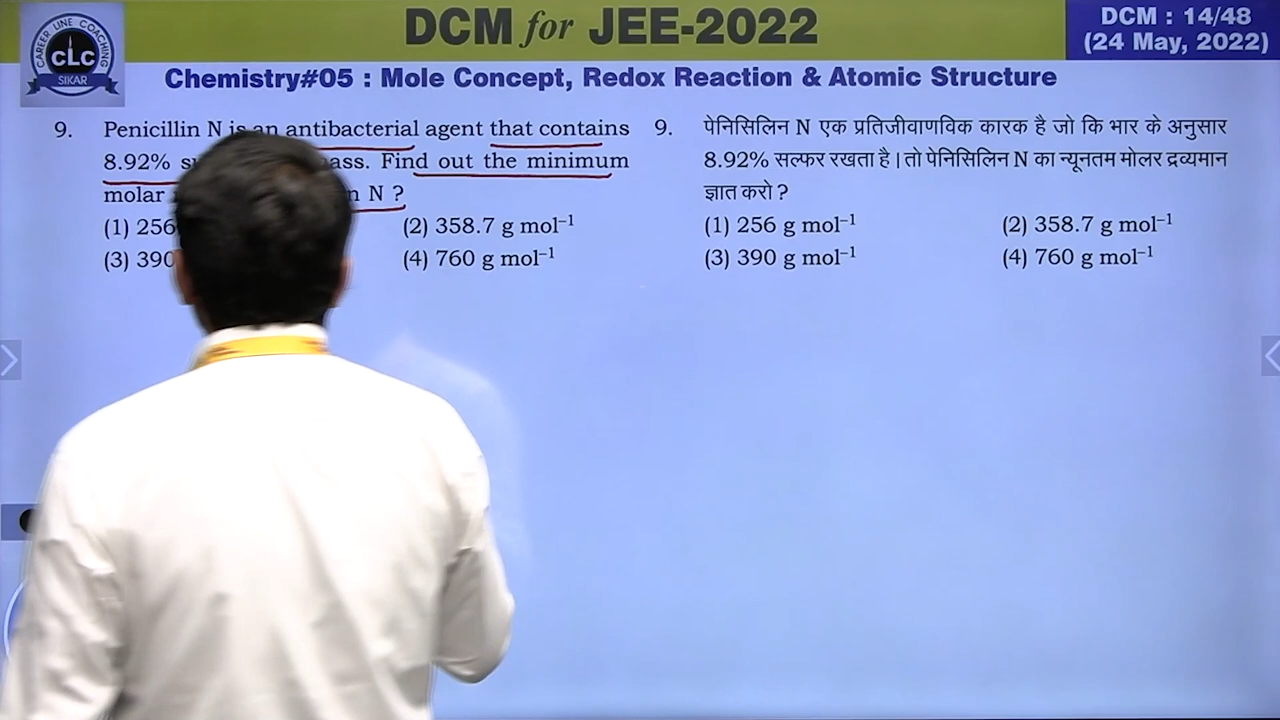 DCM for JEE-2022
DCM : 14/48
(24 May, 2022)
CAREER LINE COACHING
CLC
SIKAR
Chemistry#05 : Mole Concept, Redox Reaction & Atomic Structure
9. Penicillin N is an antibacterial agent that contains
8.92% mass. Find out the minimum
molar N ?
(1) 256 (2) 358.7 g mol⁻¹
(3) 390 (4) 760 g mol⁻¹
9. पेनिसिलिन N एक प्रतिजीवाणविक कारक है जो कि भार के अनुसार
8.92% सल्फर रखता है। तो पेनिसिलिन N का न्यूनतम मोलर द्रव्यमान
ज्ञात करो ?
(1) 256 g mol⁻¹ (2) 358.7 g mol⁻¹
(3) 390 g mol⁻¹ (4) 760 g mol⁻¹